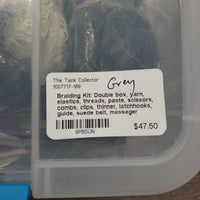 The Tack Collector
1007717-169
Grey
Braiding Kit: Double box, yarn,
elastics, threads, paste, scissors,
combs, clips, thinner, latchhooks,
guide, suede belt, massager
$47.50
9P8DUN